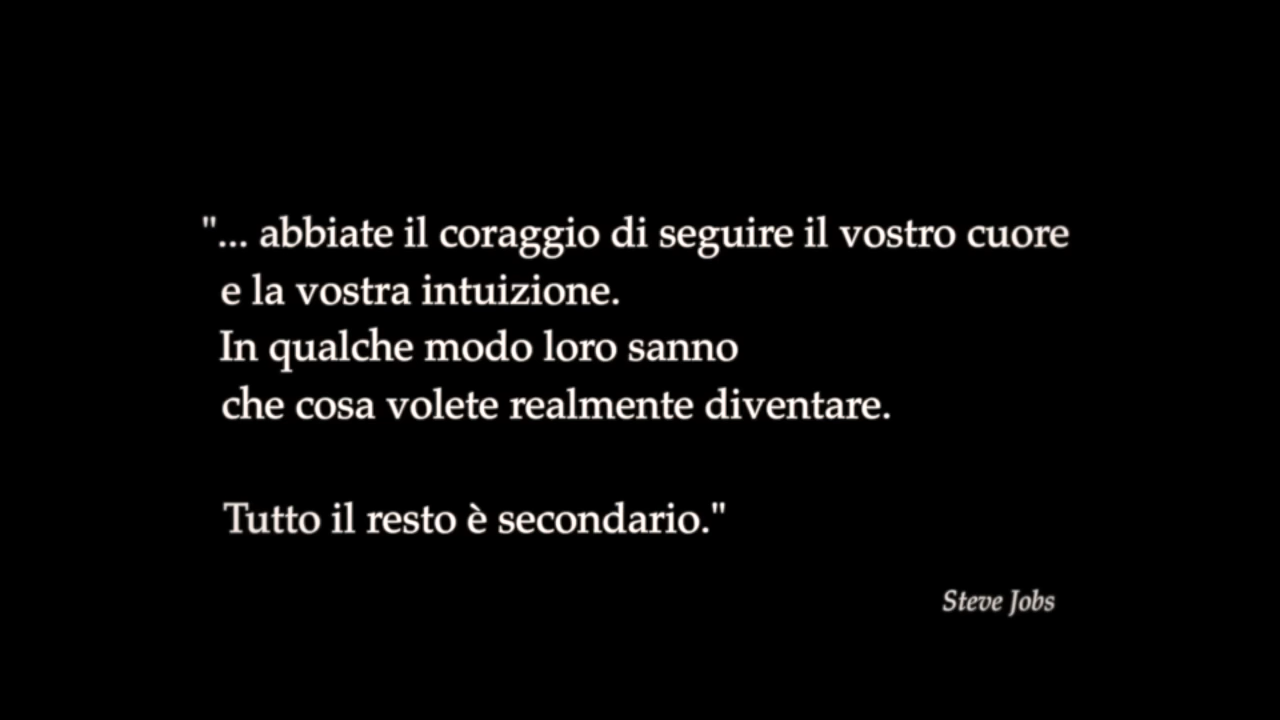 "... abbiate il coraggio di seguire il vostro cuore
e la vostra intuizione.
In qualche modo loro sanno
che cosa volete realmente diventare.
Tutto il resto è secondario."
Steve Jobs